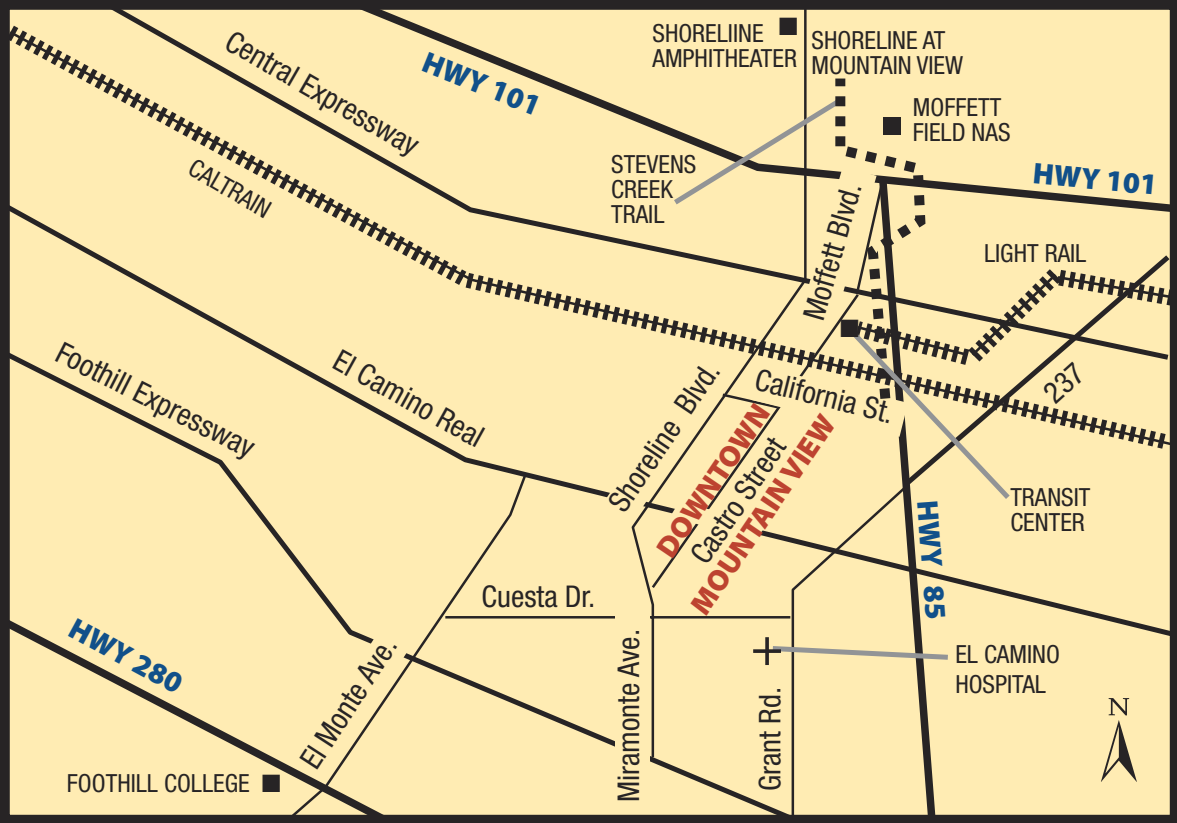 SHORELIINE
AMPHITHEATER
SHORELINE AT
MOUNTAIN VIEW
Central Expressway
HWY 101
MOFFETT
FIELD NAS
CALTRAIN
STEVENS
CREEK
TRAIL
HWY 101
Moffett Blvd.
LIGHT RAIL
Foothill Expressway
El Camino Real
Shoreline Blvd.
California St.
237
DOWNTOWN
Castro Street
MOUNTAIN VIEW
TRANSIT
CENTER
HWY 85
Cuesta Dr.
HWY 280
El Monte Ave.
Miramonte Ave.
Grant Rd.
EL CAMINO
HOSPITAL
N
FOOTHILL COLLEGE